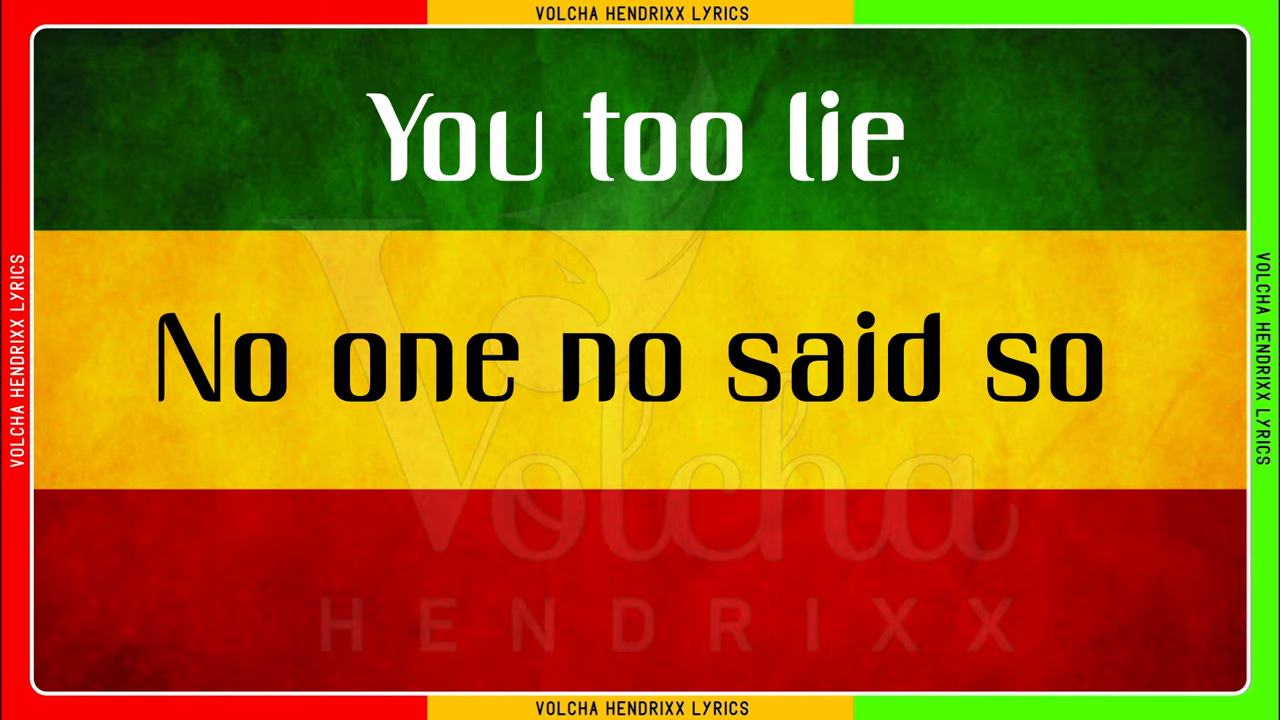 VOLCHA HENDRIXX LYRICS
You too lie
No one no said so
Volcha
HENDRIXX
VOLCHA HENDRIXX LYRICS
VOLCHA HENDRIXX LYRICS
VOLCHA HENDRIXX LYRICS